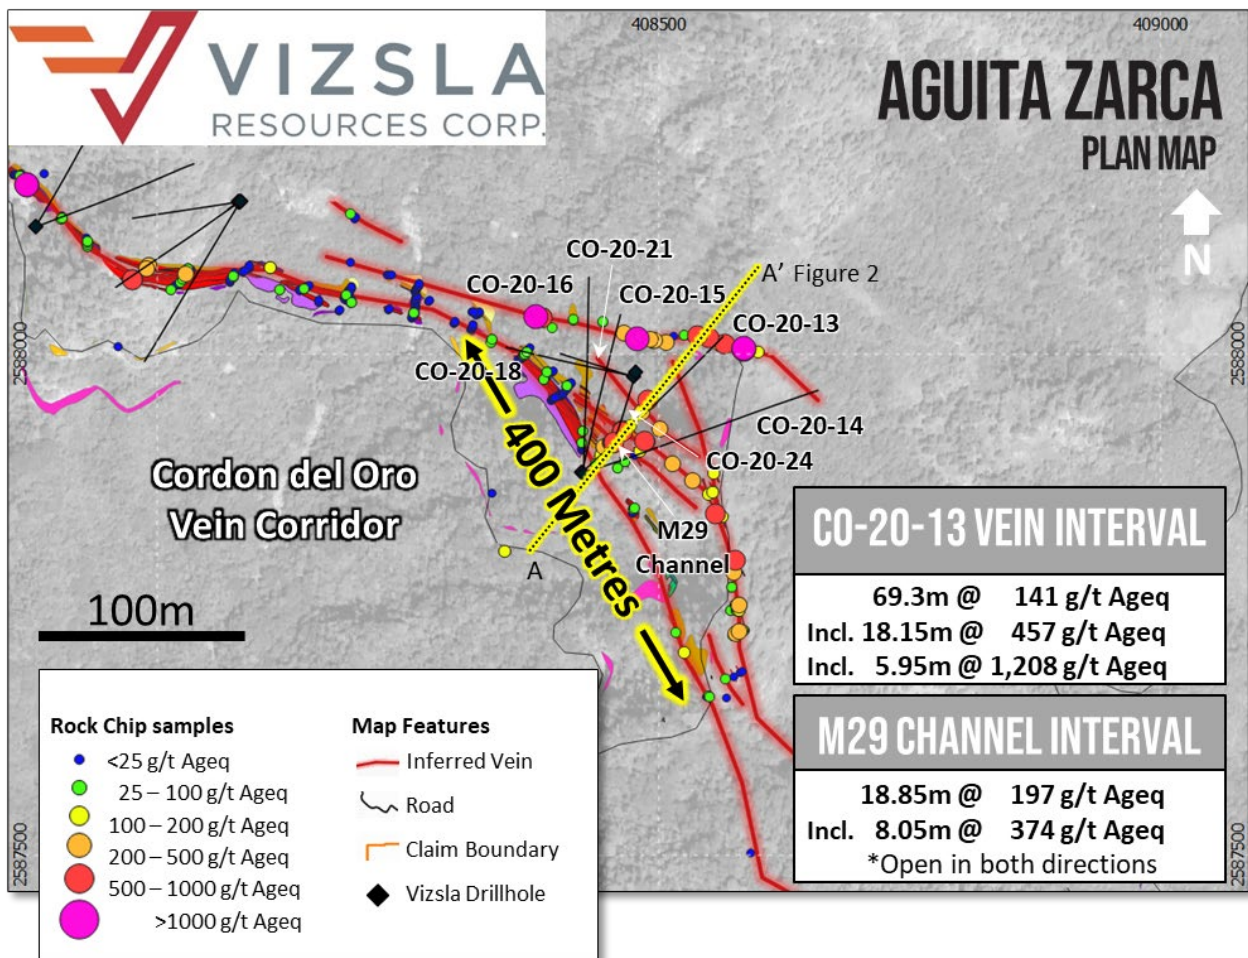 VIZSLA
RESOURCES CORP.
408500
409000
AGUITA ZARCA
PLAN MAP
N
CO-20-21
A' Figure 2
CO-20-16
CO-20-15
CO-20-13
2588000
2588000
CO-20-18
CO-20-14
CO-20-24
400 Metres
Cordon del Oro
Vein Corridor
M29
Channel
A
100m
CO-20-13 VEIN INTERVAL
69.3m @ 141 g/t Ageq
Incl. 18.15m @ 457 g/t Ageq
Incl. 5.95m @ 1,208 g/t Ageq
M29 CHANNEL INTERVAL
18.85m @ 197 g/t Ageq
Incl. 8.05m @ 374 g/t Ageq
*Open in both directions
2587500
2587500
Rock Chip samples
<25 g/t Ageq
25 – 100 g/t Ageq
100 – 200 g/t Ageq
200 – 500 g/t Ageq
500 – 1000 g/t Ageq
>1000 g/t Ageq
Map Features
Inferred Vein
Road
Claim Boundary
Vizsla Drillhole